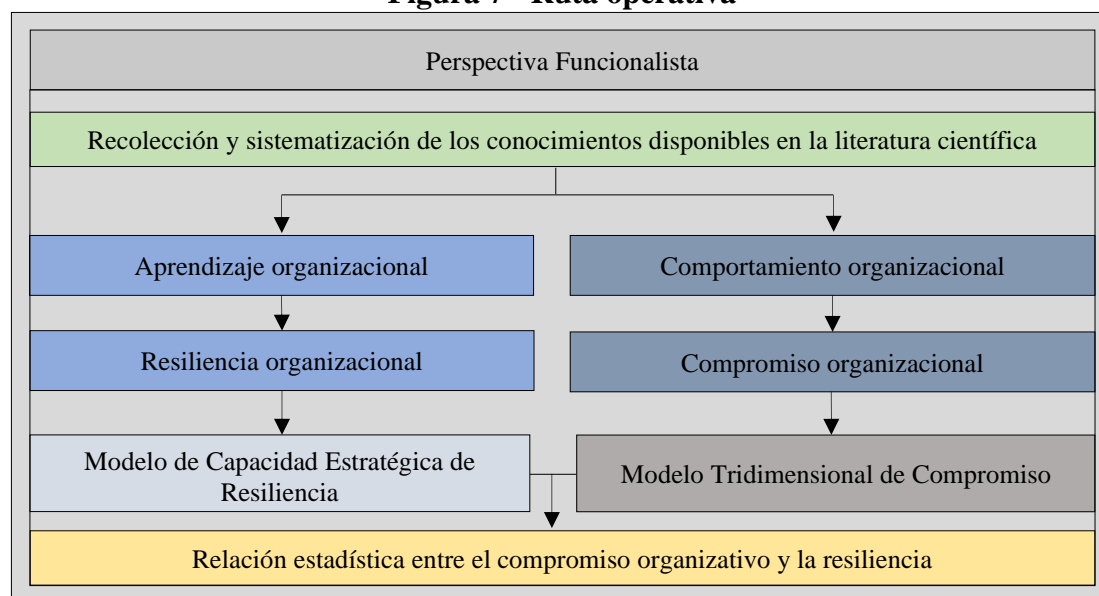 Figura 7 - Ruta operativa
Perspectiva Funcionalista
Recolección y sistematización de los conocimientos disponibles en la literatura científica
Aprendizaje organizacional
Comportamiento organizacional
Resiliencia organizacional
Compromiso organizacional
Modelo de Capacidad Estratégica de
Resiliencia
Modelo Tridimensional de Compromiso
Relación estadística entre el compromiso organizativo y la resiliencia